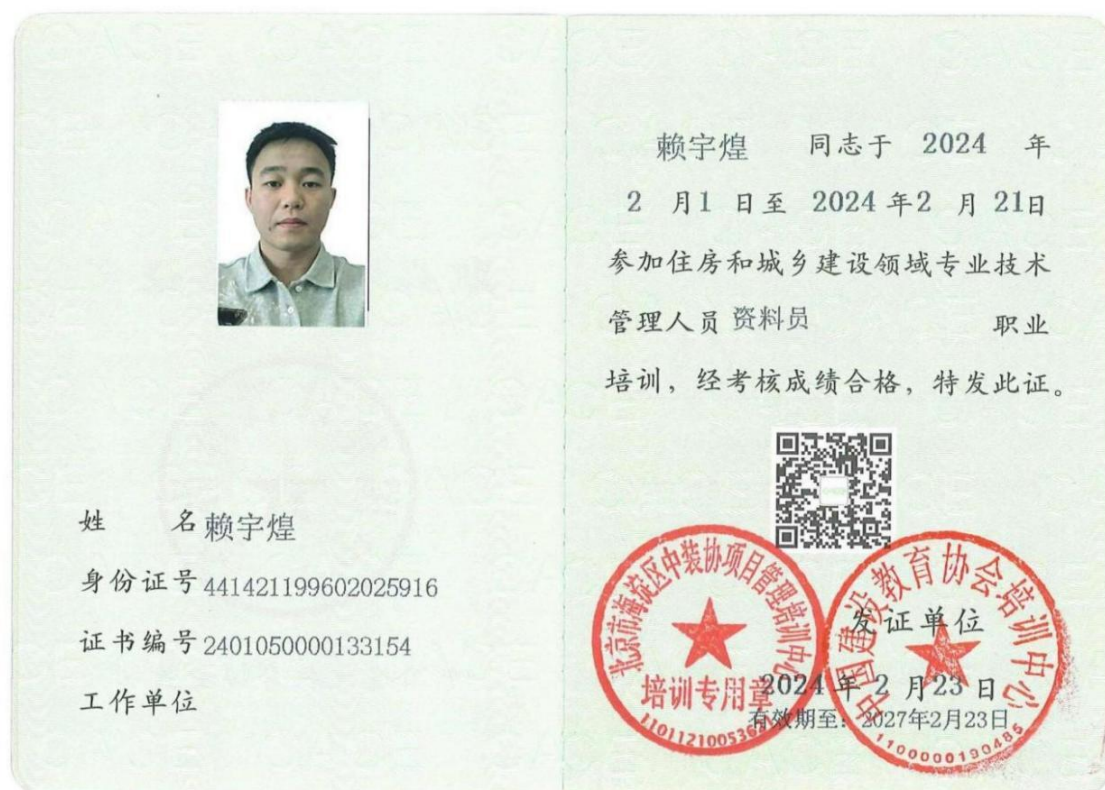 姓 名 赖宇煌
身份证号 441421199602025916
证书编号 2401050000133154
工作单位
赖宇煌 同志于 2024 年
2 月 1 日至 2024 年 2 月 21 日
参加住房和城乡建设领域专业技术
管理人员 资料员 职业
培训，经考核成绩合格，特发此证。
北京市海淀区中装协项目管理培训中心
培训专用章
中国建设教育协会培训中心
1100000190486
发证单位
2024 年 2 月 23 日
有效期至：2027年2月23日